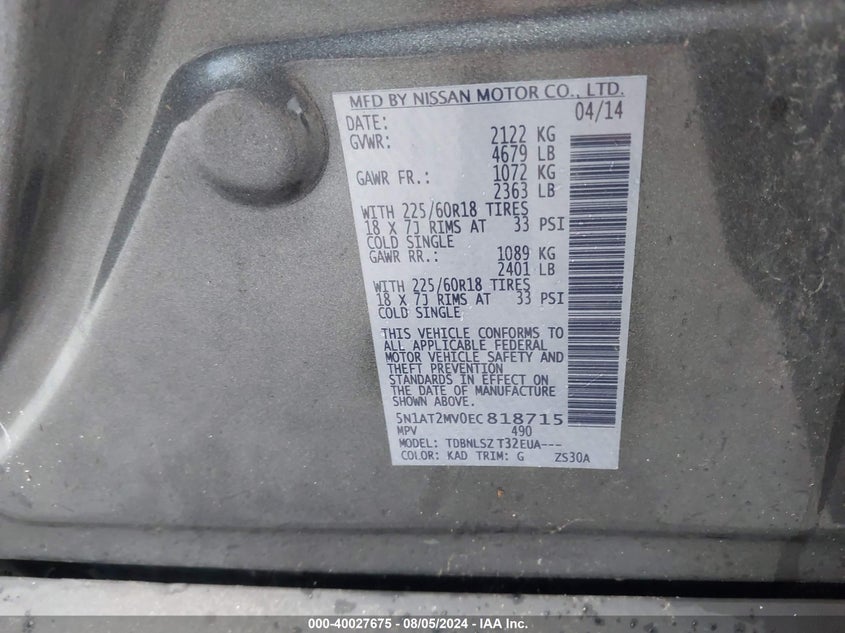 MFD BY NISSAN MOTOR CO., LTD.
DATE: 04/14
GVWR: 2122 KG
4679 LB
GAWR FR.: 1072 KG
2363 LB
WITH 225/60R18 TIRES
18 X 7J RIMS AT 33 PSI
COLD SINGLE
GAWR RR.: 1089 KG
2401 LB
WITH 225/60R18 TIRES
18 X 7J RIMS AT 33 PSI
COLD SINGLE
THIS VEHICLE CONFORMS TO
ALL APPLICABLE FEDERAL
MOTOR VEHICLE SAFETY AND
THEFT PREVENTION
STANDARDS IN EFFECT ON
THE DATE OF MANUFACTURE
SHOWN ABOVE.
5N1AT2MV0EC818715
MPV 490
MODEL: TDBNLSZ T32EUA---
COLOR: KAD TRIM: G ZS30A
000-40027675 - 08/05/2024 - IAAI.com